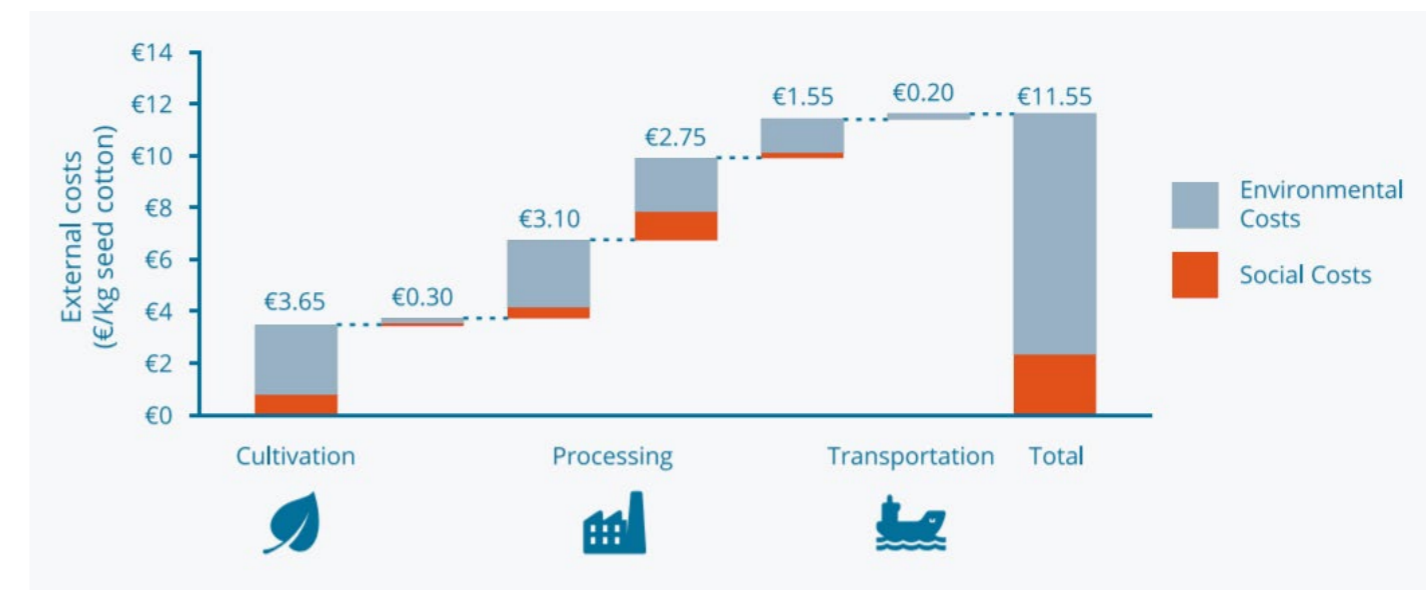 €14
€12
€10
€8
€6
€4
€2
€0
External costs
(€/kg seed cotton)
€3.65
€0.30
€3.10
€2.75
€1.55
€0.20
€11.55
Cultivation
Processing
Transportation
Total
Environmental
Costs
Social Costs